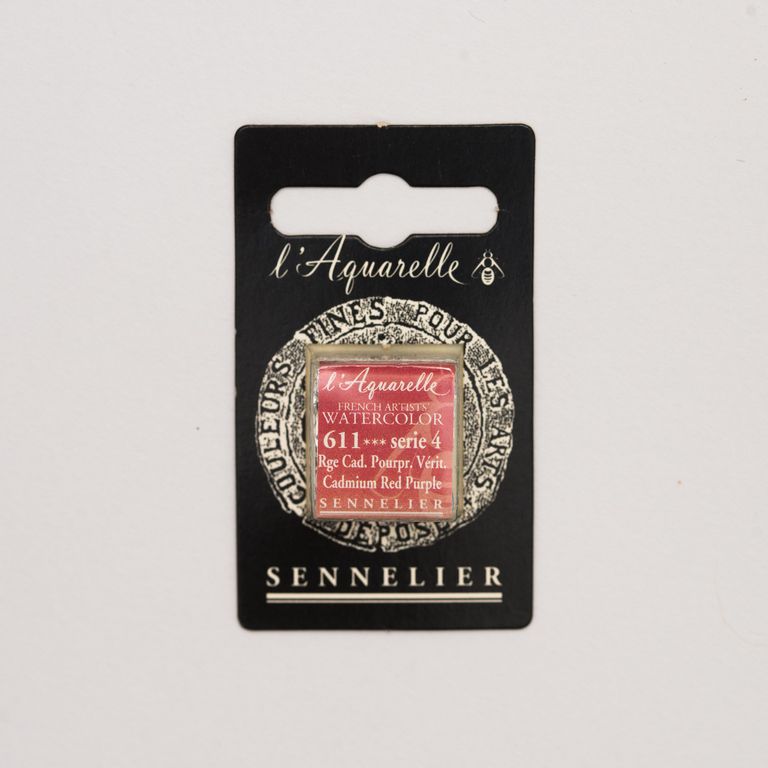 l'Aquarelle
COULEURS FINES POUR LES ARTS
DEPOSE
l'Aquarelle
FRENCH ARTISTS'
WATERCOLOR
611*** serie 4
Rge Cad. Pourpr. Vérit.
Cadmium Red Purple
SENNELIER
SENNELIER